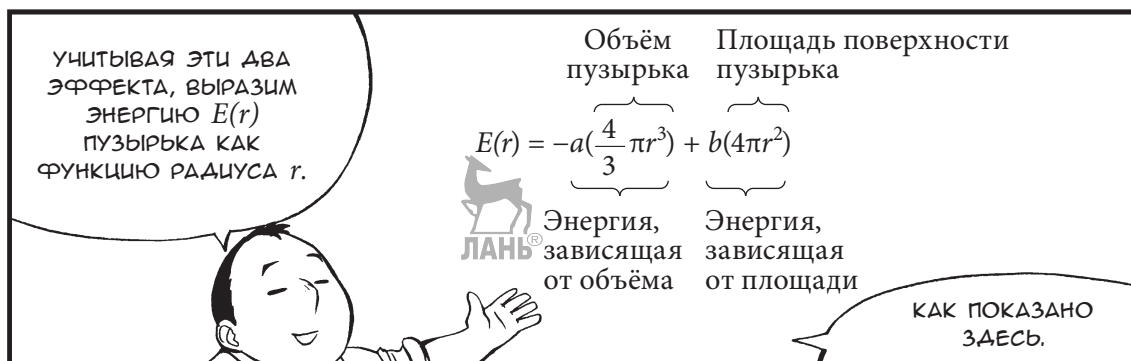 УЧИТЫВАЯ ЭТИ ДВА
ЭФФЕКТА, ВЫРАЗИМ
ЭНЕРГИЮ E(r)
ПУЗЫРЬКА КАК
ФУНКЦИЮ РАДИУСА r.
Объём
пузырька
Площадь поверхности
пузырька
E(r) = −a(4/3 πr³) + b(4πr²)
Энергия,
зависящая
от объёма
Энергия,
зависящая
от площади
ЛАНЬ®
КАК ПОКАЗАНО
ЗДЕСЬ.